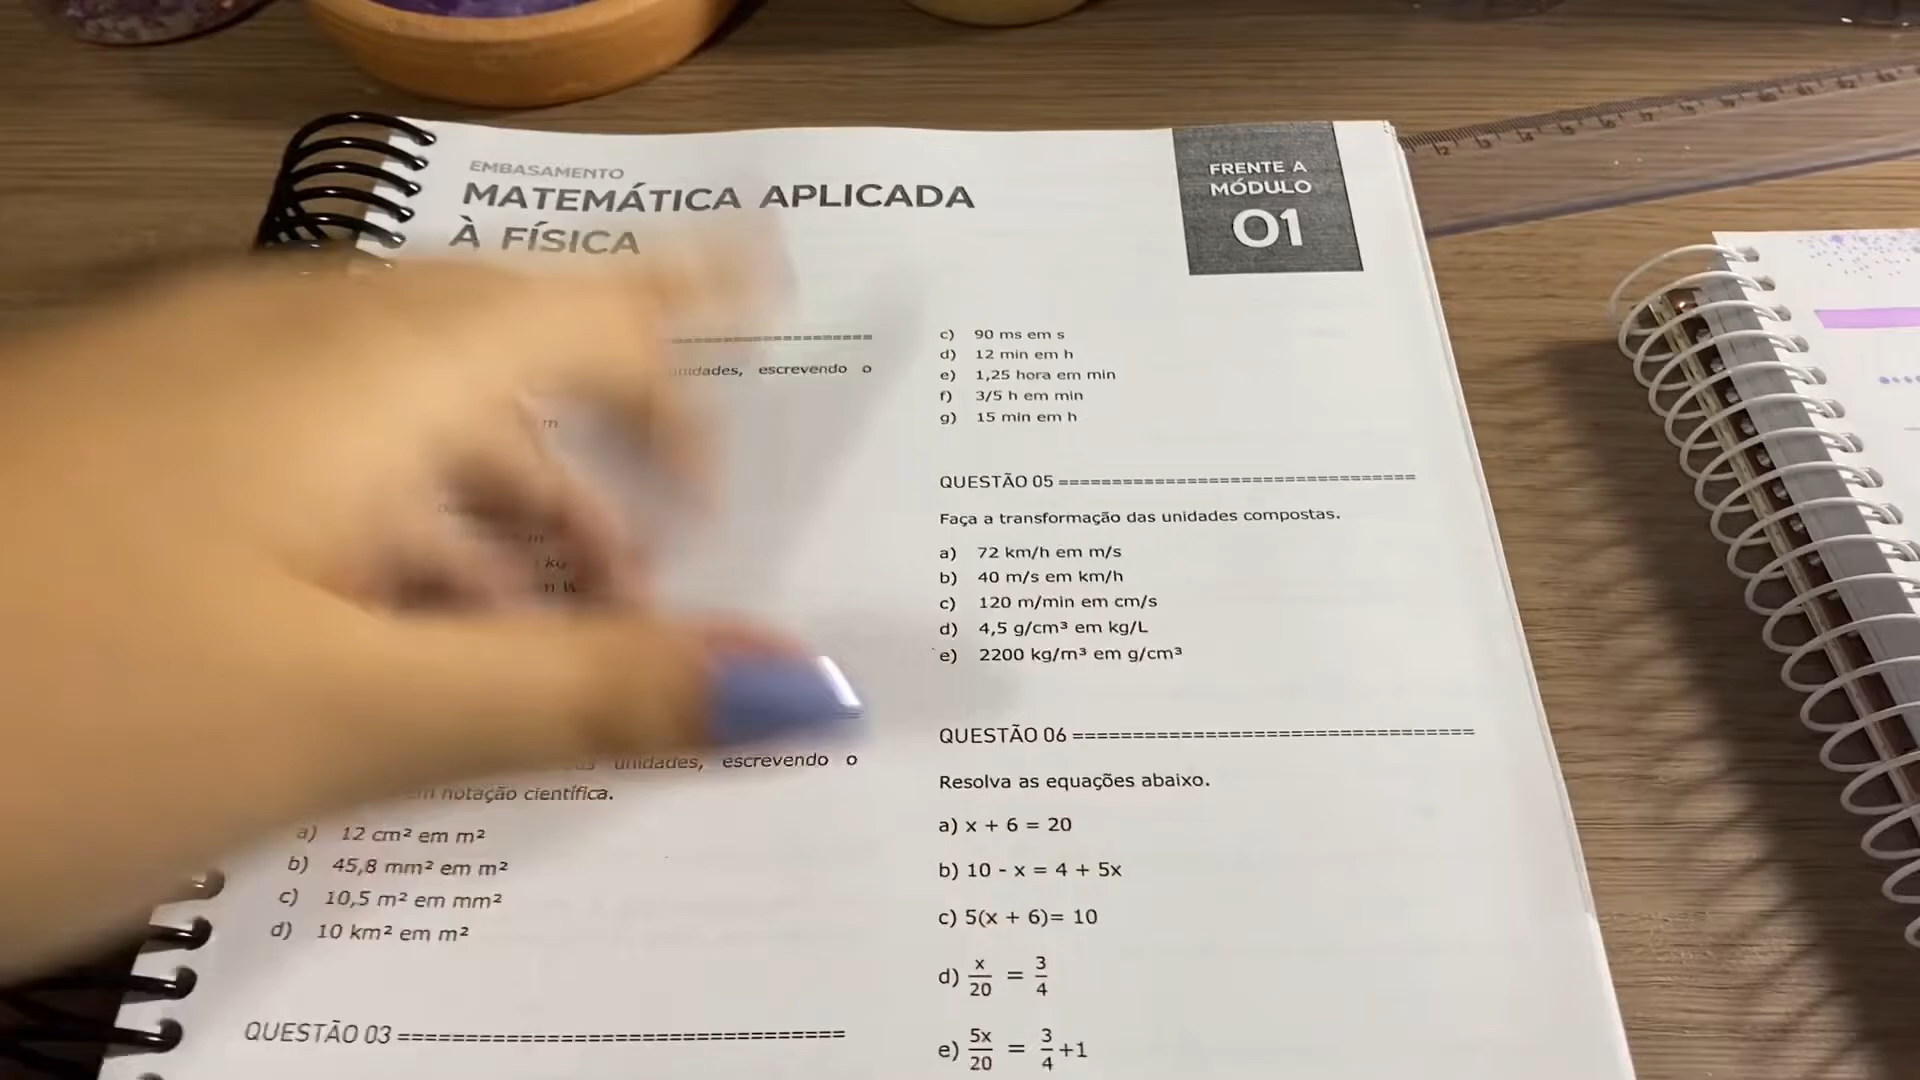 EMBASAMENTO
MATEMÁTICA APLICADA
À FÍSICA
FRENTE A
MÓDULO
01
unidades, escrevendo o
m
m
kg
unidades, escrevendo o
em notação científica.
a) 12 cm² em m²
b) 45,8 mm² em m²
c) 10,5 m² em mm²
d) 10 km² em m²
QUESTÃO 03 =================================
c) 90 ms em s
d) 12 min em h
e) 1,25 hora em min
f) 3/5 h em min
g) 15 min em h
QUESTÃO 05 =================================
Faça a transformação das unidades compostas.
a) 72 km/h em m/s
b) 40 m/s em km/h
c) 120 m/min em cm/s
d) 4,5 g/cm³ em kg/L
e) 2200 kg/m³ em g/cm³
QUESTÃO 06 =================================
Resolva as equações abaixo.
a) x + 6 = 20
b) 10 - x = 4 + 5x
c) 5(x + 6)= 10
d) x/20 = 3/4
e) 5x/20 = 3/4 +1